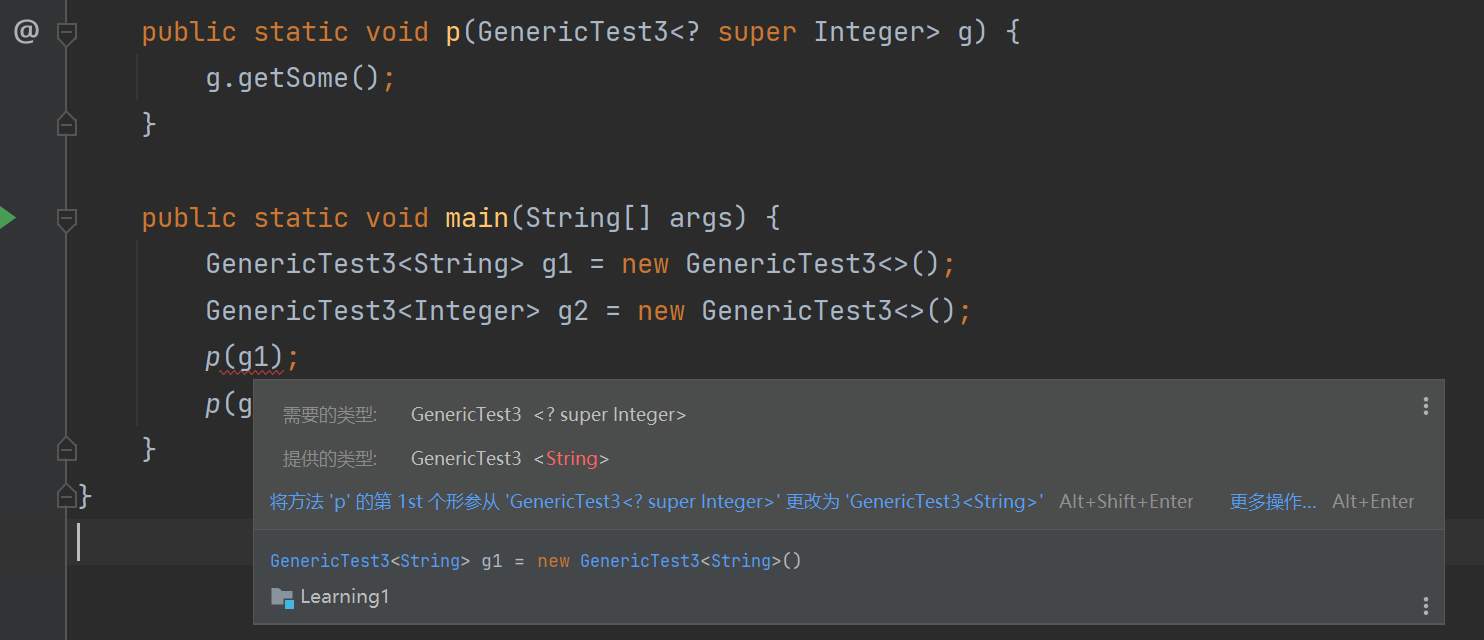 @ public static void p(GenericTest3<? super Integer> g) {
g.getSome();
}
public static void main(String[] args) {
GenericTest3<String> g1 = new GenericTest3<>();
GenericTest3<Integer> g2 = new GenericTest3<>();
p(g1);
p(g
需要的类型: GenericTest3 <? super Integer>
}
提供的类型: GenericTest3 <String>
}
将方法 'p' 的第 1st 个形参从 'GenericTest3<? super Integer>' 更改为 'GenericTest3<String>' Alt+Shift+Enter 更多操作... Alt+Enter
GenericTest3<String> g1 = new GenericTest3<String>()
Learning1